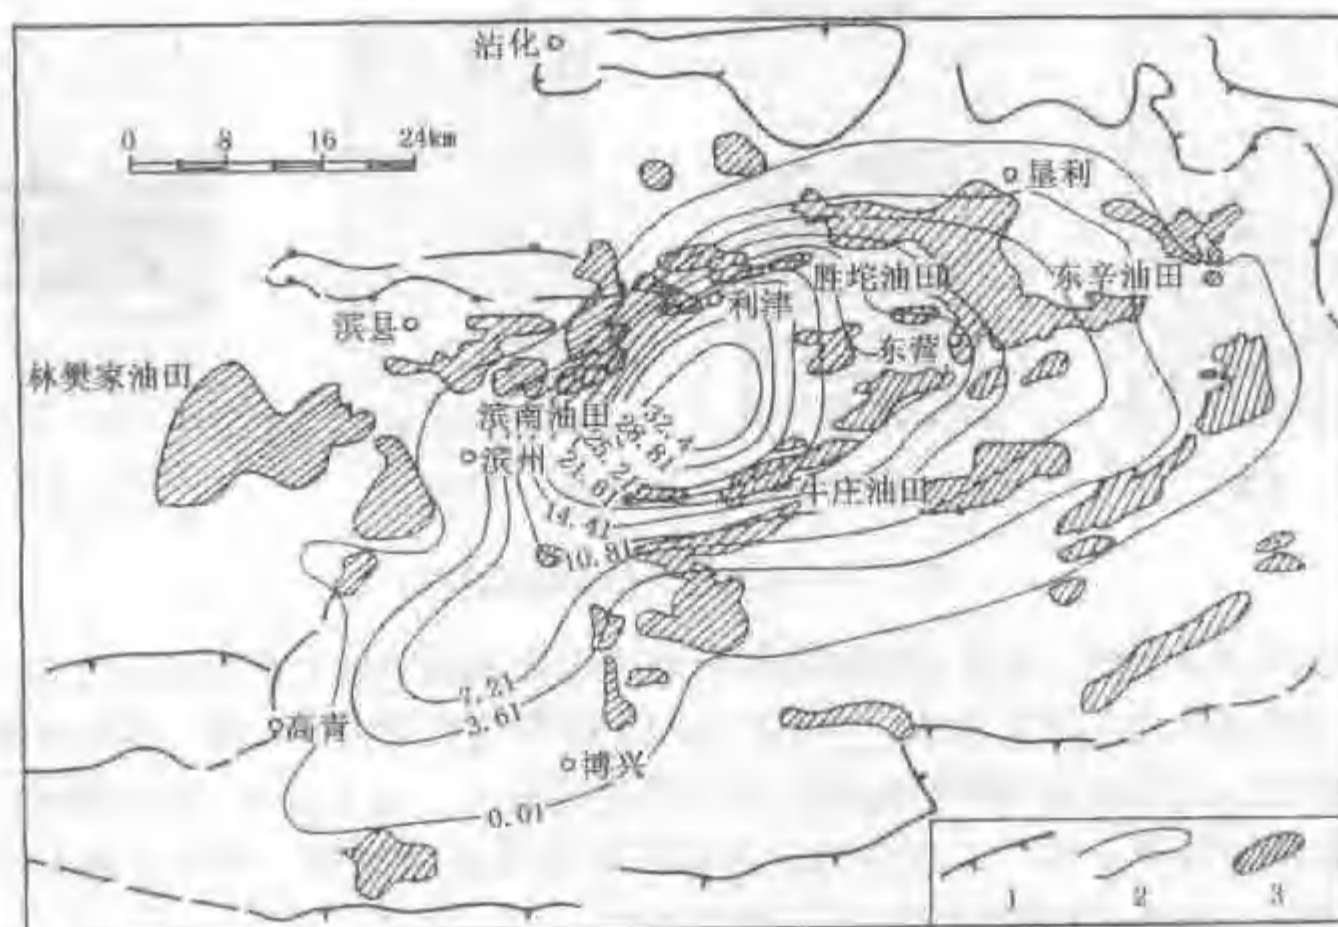 沾化
0 8 16 24km
垦利
胜坨油田
东辛油田
利津
滨县
东营
林樊家油田
滨南油田
32.4
28.81
25.21
21.61
滨州
牛庄油田
14.41
10.81
7.21
3.61
高青
博兴
0.01
1 2 3